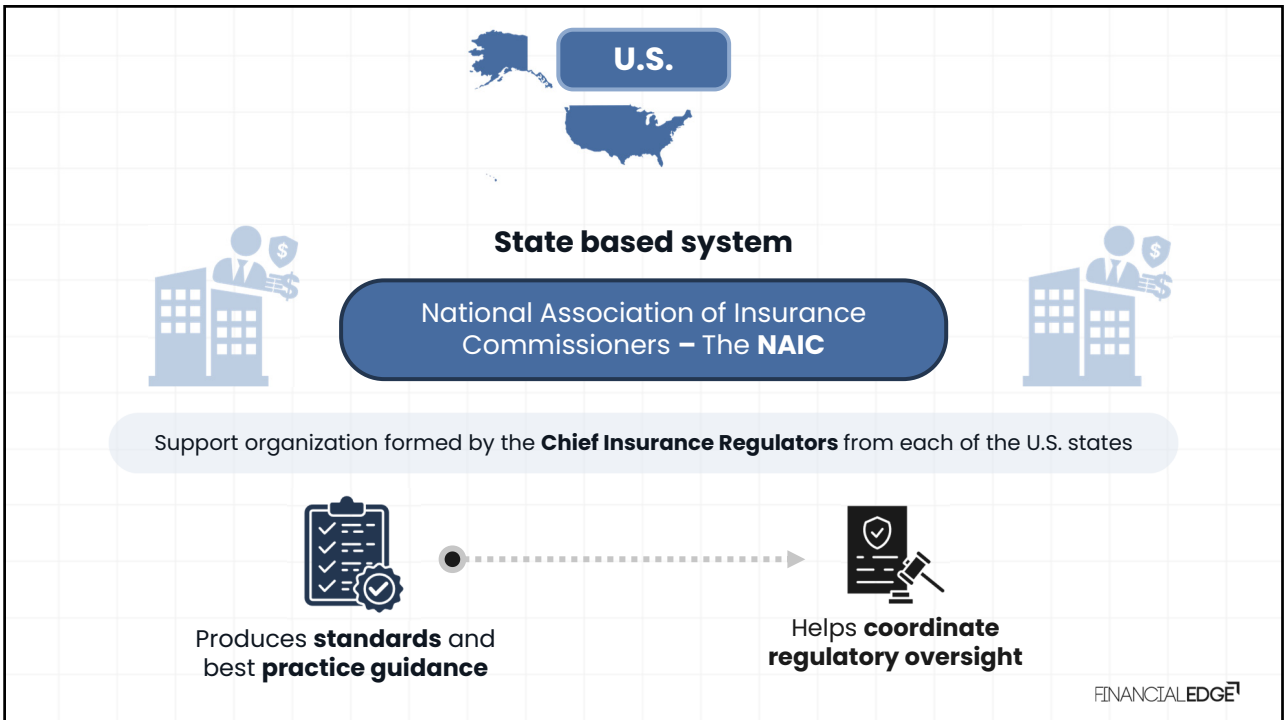 U.S.
State based system
National Association of Insurance
Commissioners – The NAIC
Support organization formed by the Chief Insurance Regulators from each of the U.S. states
Produces standards and
best practice guidance
Helps coordinate
regulatory oversight
FINANCIALEDGE